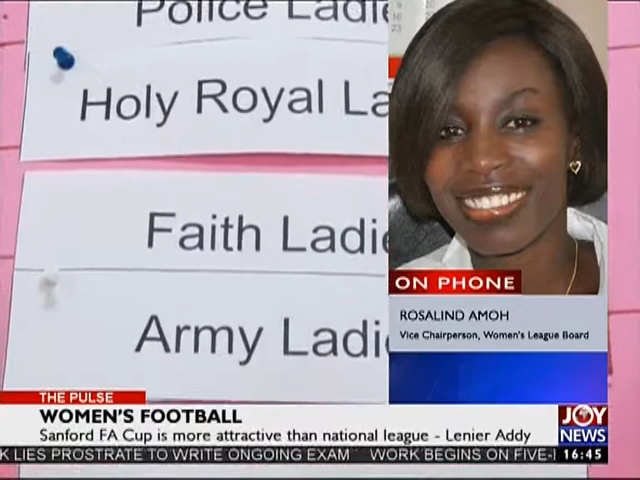 Police Ladie
Holy Royal La
Faith Ladie
Army Ladi
ON PHONE
ROSALIND AMOH
Vice Chairperson, Women's League Board
THE PULSE
WOMEN'S FOOTBALL
Sanford FA Cup is more attractive than national league - Lenier Addy
JOY
NEWS
K LIES PROSTRATE TO WRITE ONGOING EXAM WORK BEGINS ON FIVE-
16:45